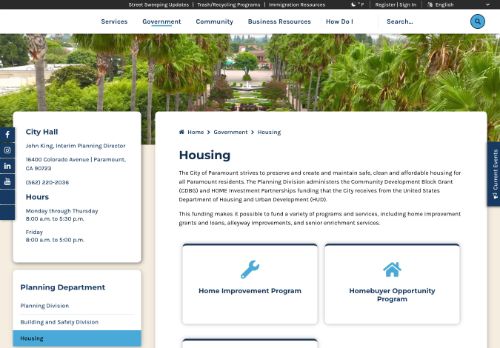 Street Sweeping Updates | Trash/Recycling Programs | Immigration Resources
° F | Register | Sign In | English
Services Government Community Business Resources How Do I Search...
City Hall
John King, Interim Planning Director
16400 Colorado Avenue | Paramount,
CA 90723
(562) 220-2036
Hours
Monday through Thursday
8:00 a.m. to 5:30 p.m.
Friday
8:00 a.m. to 5:00 p.m.
Planning Department
Planning Division
Building and Safety Division
Housing
Home > Government > Housing
Housing
The City of Paramount strives to preserve and create and maintain safe, clean and affordable housing for
all Paramount residents. The Planning Division administers the Community Development Block Grant
(CDBG) and HOME Investment Partnerships funding that the City receives from the United States
Department of Housing and Urban Development (HUD).
This funding makes it possible to fund a variety of programs and services, including home improvement
grants and loans, alleyway improvements, and senior enrichment services.
Home Improvement Program
Homebuyer Opportunity
Program
Current Events